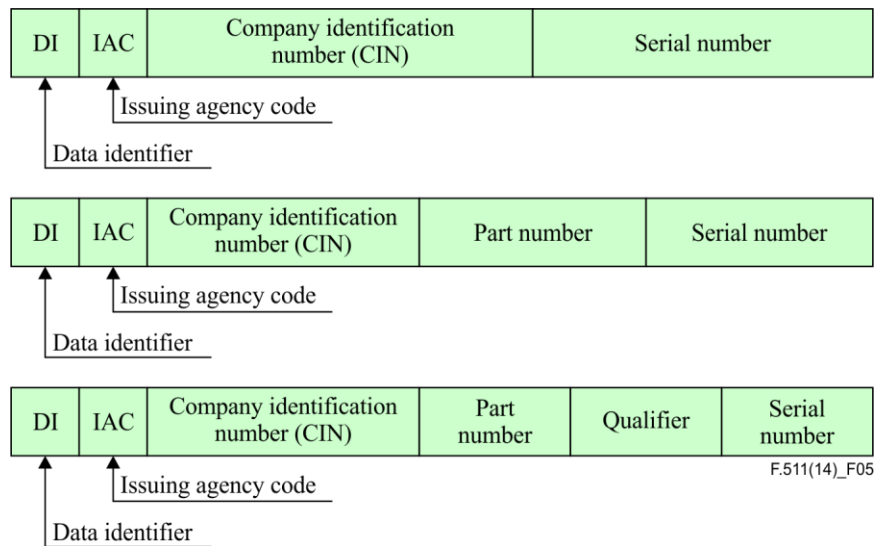 DI IAC Company identification number (CIN) Serial number
Issuing agency code
Data identifier
DI IAC Company identification number (CIN) Part number Serial number
Issuing agency code
Data identifier
DI IAC Company identification number (CIN) Part number Qualifier Serial number
F.511(14)_F05
Issuing agency code
Data identifier